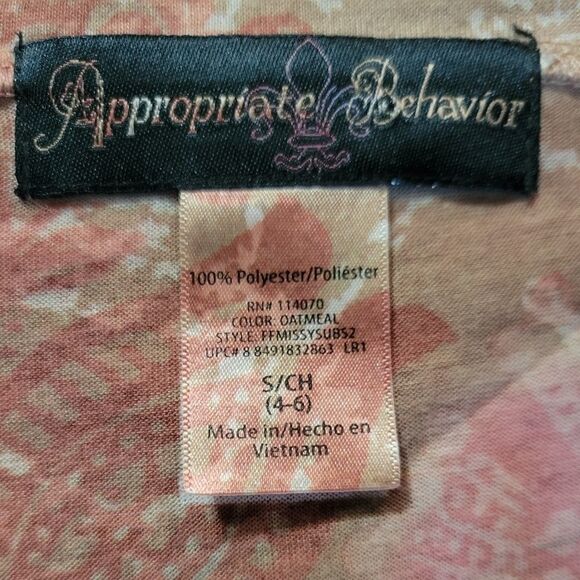 Appropriate Behavior
100% Polyester/Poliéster
RN# 114070
COLOR: OATMEAL
STYLE: FFMISSYSUBS2
UPC# 8 8491832863 LR1
S/CH
(4-6)
Made in/Hecho en
Vietnam